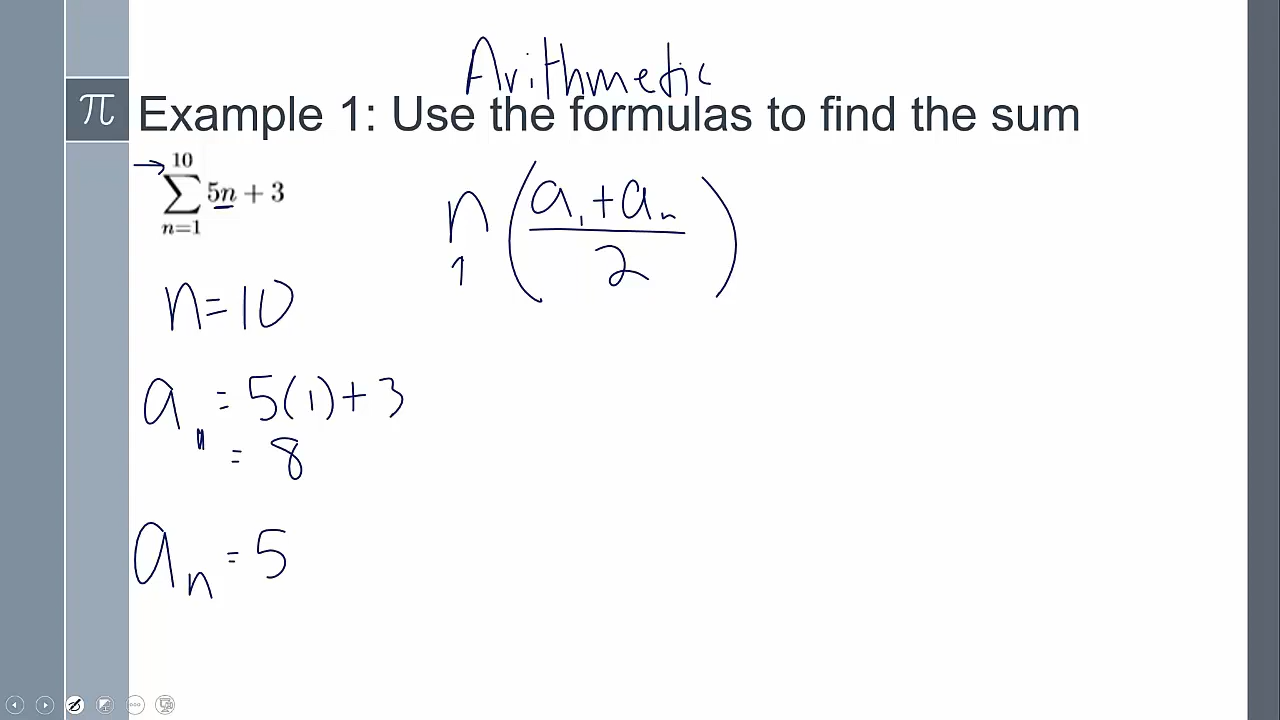 Arithmetic
π Example 1: Use the formulas to find the sum
→ 10
∑ 5n + 3
n=1
n ( (a₁ + aₙ) / 2 )
n=10
a₁ = 5(1)+3
= 8
aₙ = 5